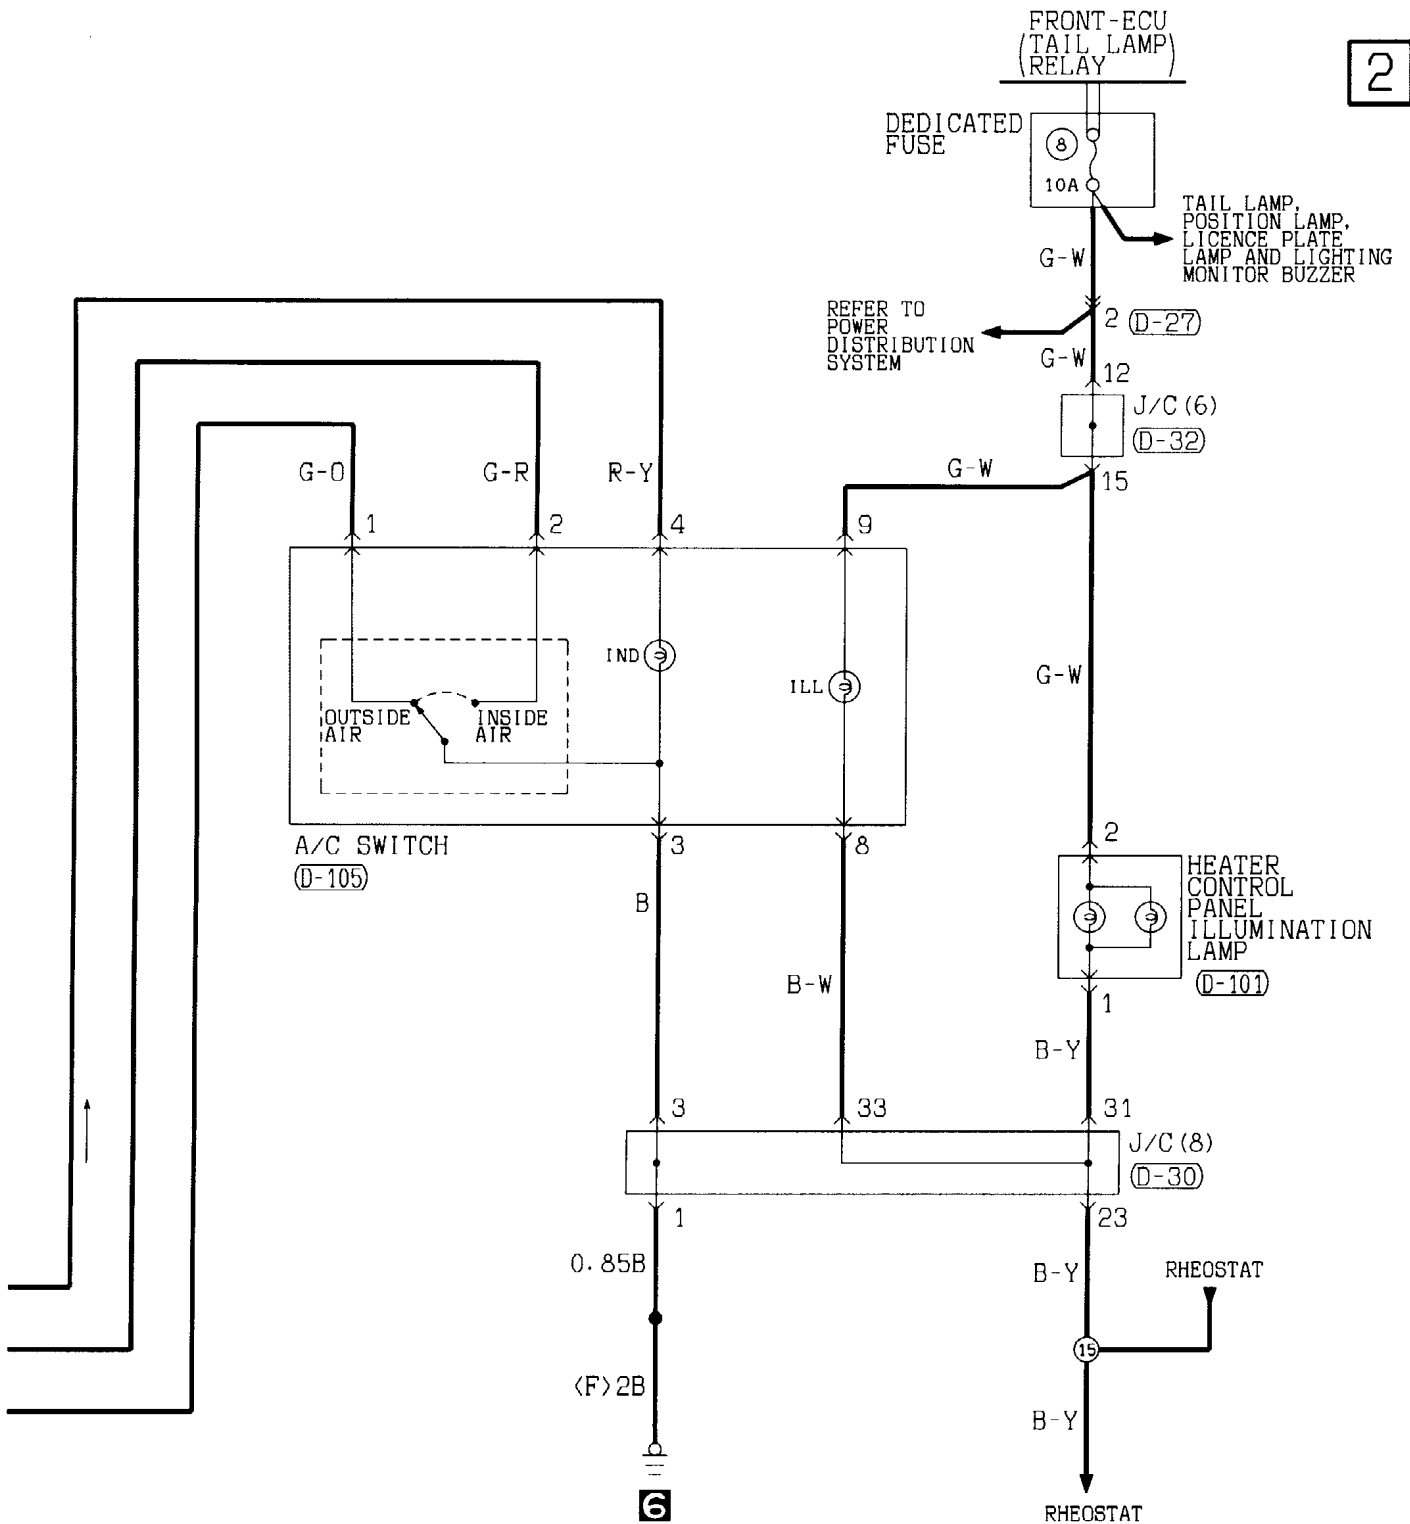 FRONT-ECU
(TAIL LAMP)
RELAY
2
DEDICATED
FUSE
8
10A
TAIL LAMP,
POSITION LAMP,
LICENCE PLATE
LAMP AND LIGHTING
MONITOR BUZZER
G-W
REFER TO
POWER
DISTRIBUTION
SYSTEM
2 (D-27)
G-W
12
J/C(6)
(D-32)
G-O
G-R
R-Y
G-W
15
1
2
4
9
IND
ILL
G-W
OUTSIDE
AIR
INSIDE
AIR
A/C SWITCH
(D-105)
3
8
2
HEATER
CONTROL
PANEL
ILLUMINATION
LAMP
(D-101)
B
B-W
1
B-Y
3
33
31
J/C(8)
(D-30)
1
23
0.85B
B-Y
RHEOSTAT
15
<F>2B
B-Y
6
RHEOSTAT